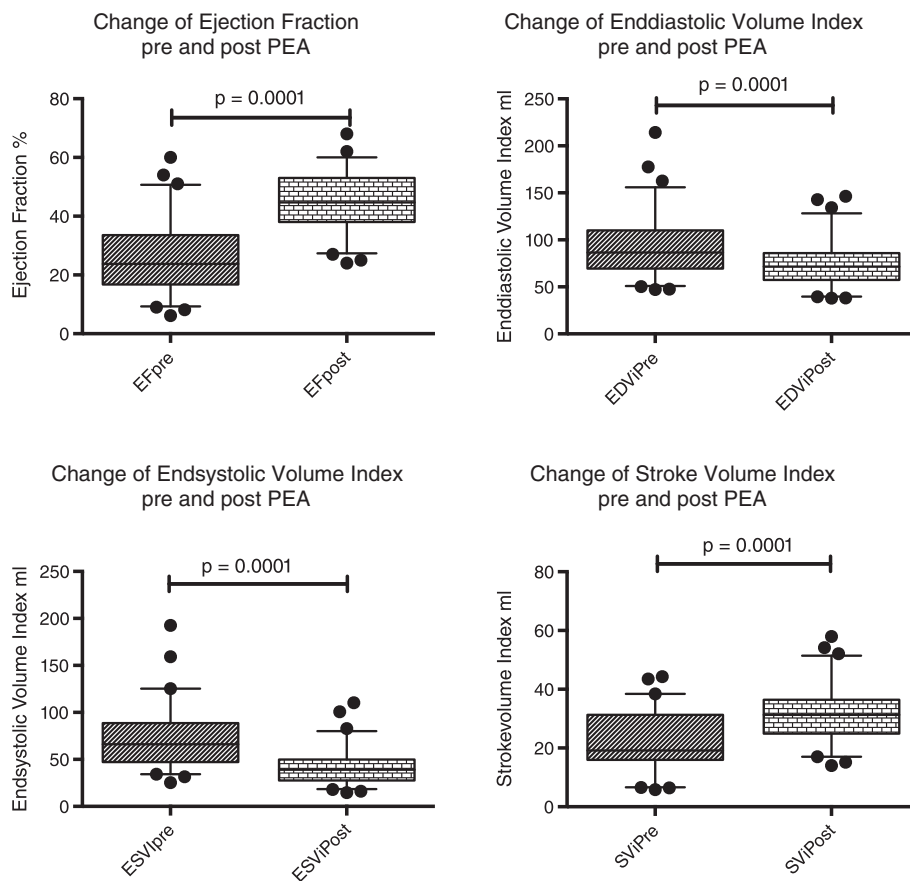 Change of Ejection Fraction
pre and post PEA
p = 0.0001
Ejection Fraction %
80
60
40
20
0
EFpre
EFpost
Change of Enddiastolic Volume Index
pre and post PEA
p = 0.0001
Enddiastolic Volume Index ml
250
200
150
100
50
0
EDViPre
EDViPost
Change of Endsystolic Volume Index
pre and post PEA
p = 0.0001
Endsystolic Volume Index ml
250
200
150
100
50
0
ESVIpre
ESViPost
Change of Stroke Volume Index
pre and post PEA
p = 0.0001
Strokevolume Index ml
80
60
40
20
0
SViPre
SViPost